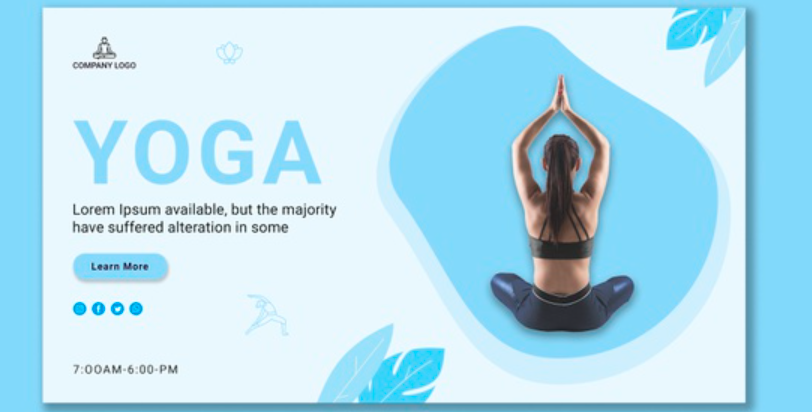 COMPANY LOGO
YOGA
Lorem Ipsum available, but the majority
have suffered alteration in some
Learn More
7:00AM-6:00-PM